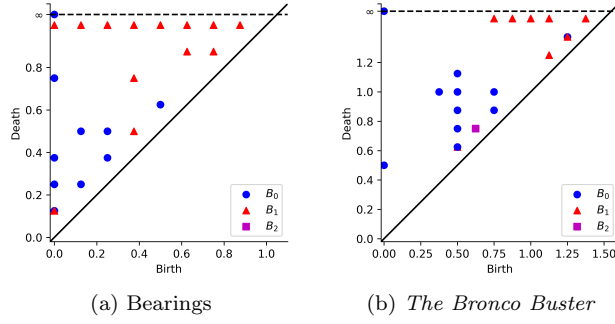 ∞
0.8
0.6
0.4
0.2
0.0
Death
0.0 0.2 0.4 0.6 0.8 1.0
Birth
B₀
B₁
B₂
(a) Bearings
∞
1.2
1.0
0.8
0.6
0.4
0.2
0.0
Death
0.00 0.25 0.50 0.75 1.00 1.25 1.50
Birth
B₀
B₁
B₂
(b) The Bronco Buster